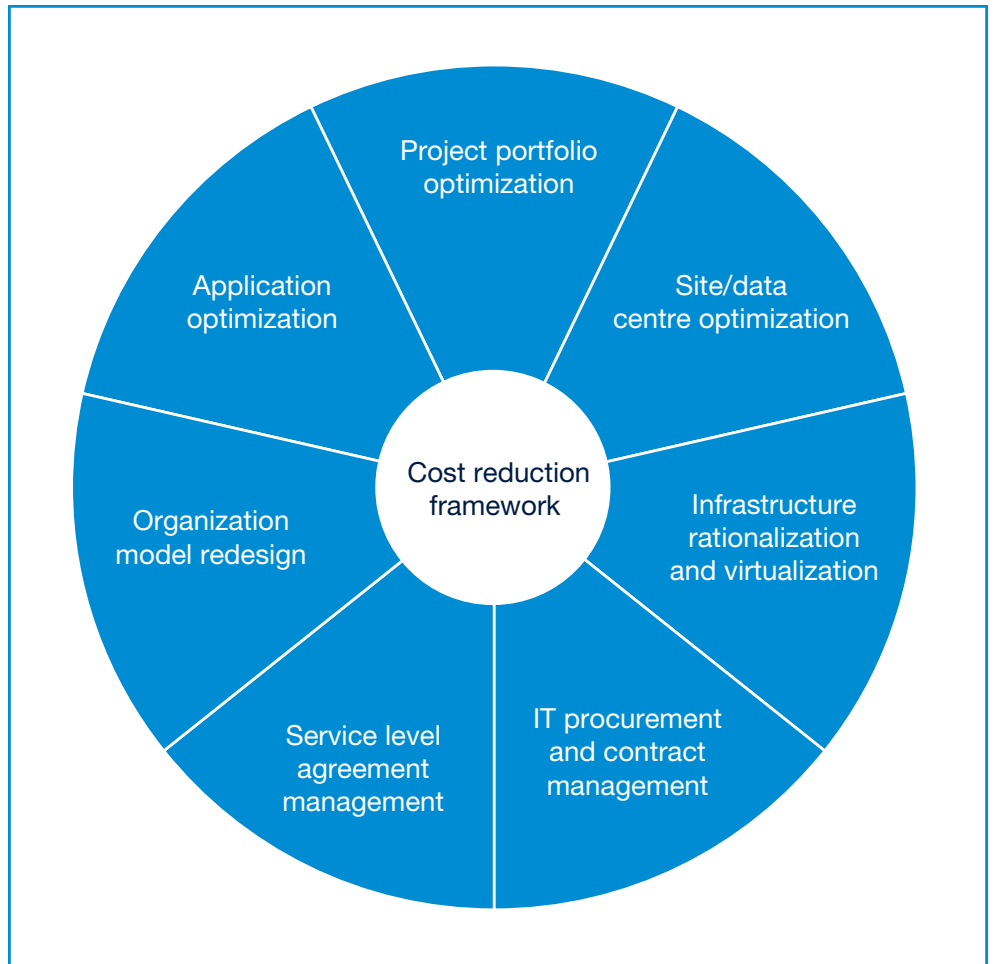 Project portfolio
optimization
Site/data
centre optimization
Infrastructure
rationalization
and virtualization
IT procurement
and contract
management
Service level
agreement
management
Organization
model redesign
Application
optimization
Cost reduction
framework